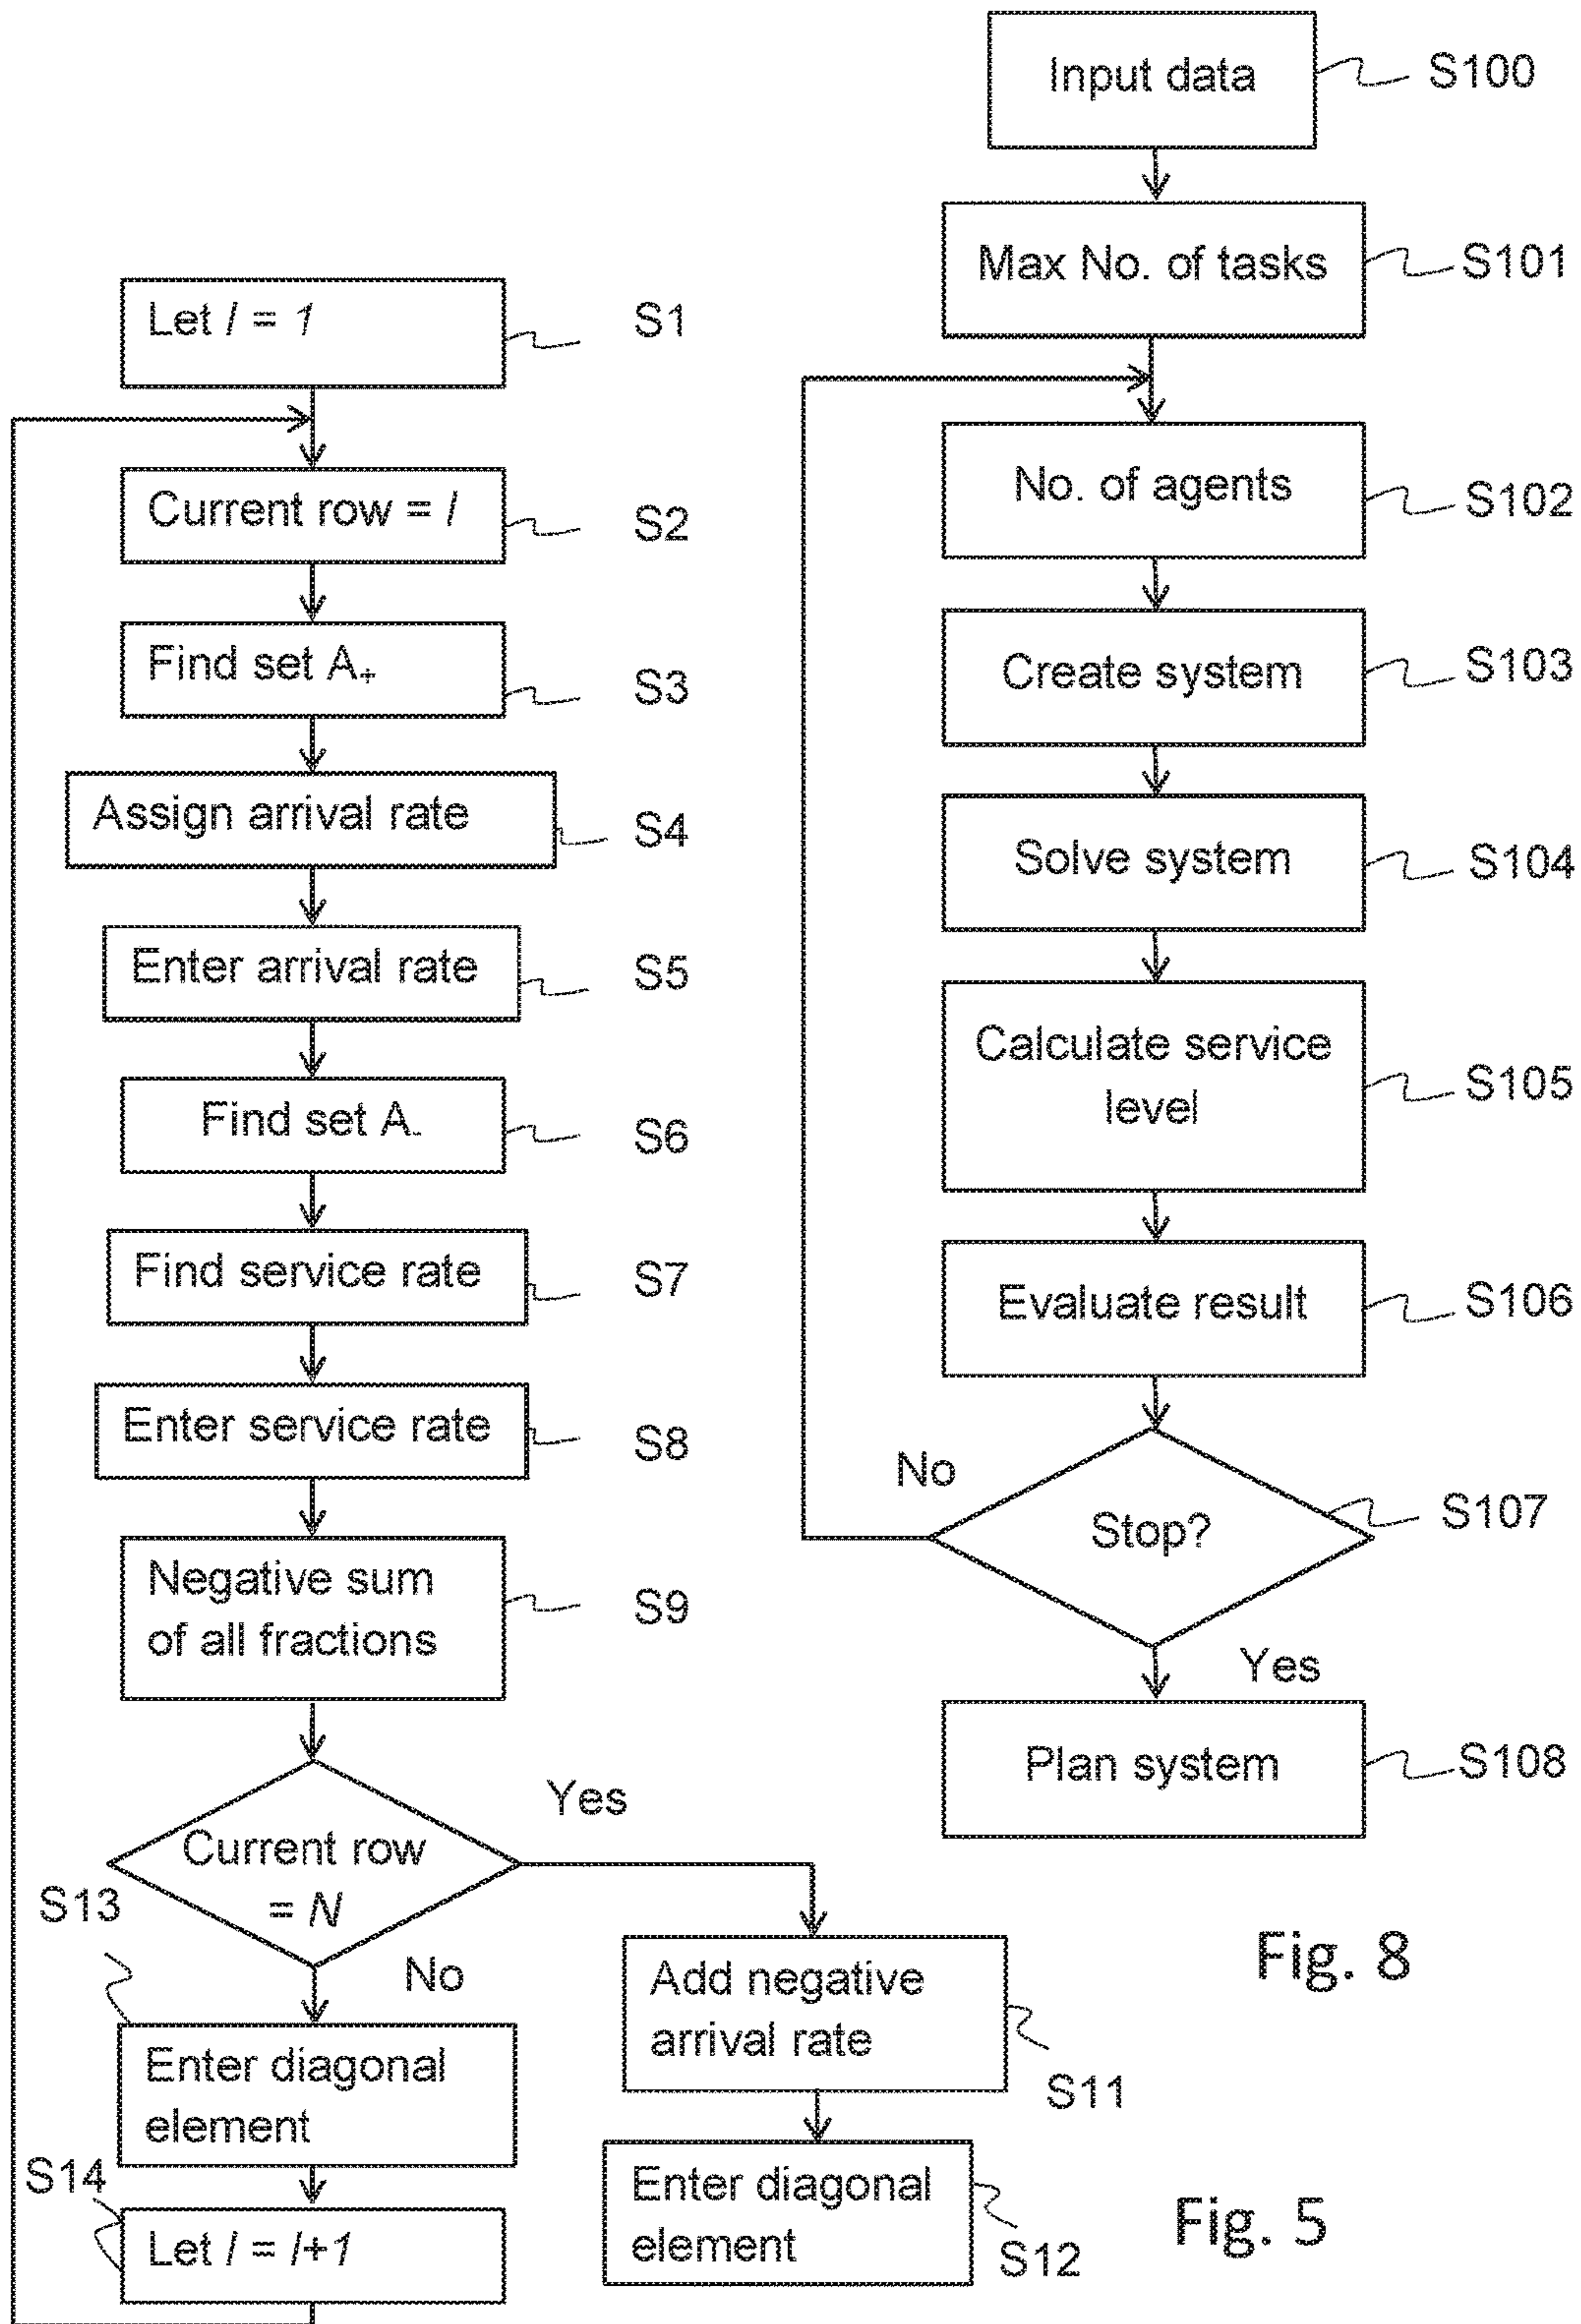 Let I = 1
S1
Current row = I
S2
Find set A+
S3
Assign arrival rate
S4
Enter arrival rate
S5
Find set A-
S6
Find service rate
S7
Enter service rate
S8
Negative sum
of all fractions
S9
Current row
= N
Yes
No
S13
Enter diagonal
element
S14
Let I = I+1
Add negative
arrival rate
S11
Enter diagonal
element
S12
Fig. 5
Input data
S100
Max No. of tasks
S101
No. of agents
S102
Create system
S103
Solve system
S104
Calculate service
level
S105
Evaluate result
S106
No
Stop?
S107
Yes
Plan system
S108
Fig. 8